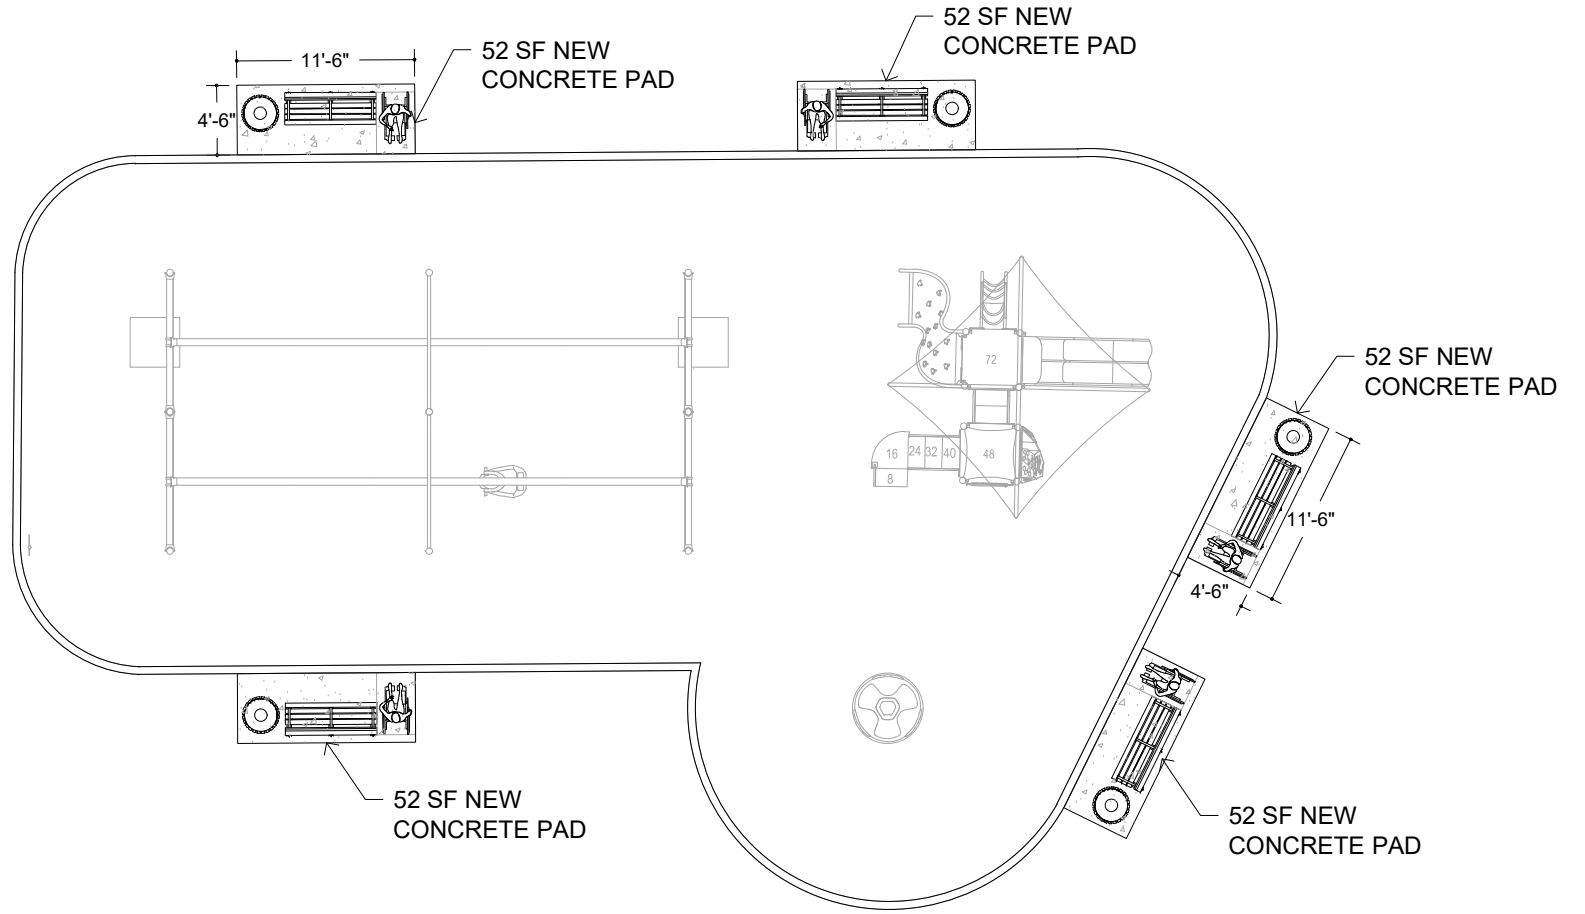 52 SF NEW
CONCRETE PAD
11'-6"
52 SF NEW
CONCRETE PAD
4'-6"
72
52 SF NEW
CONCRETE PAD
16
24
32
40
48
8
11'-6"
4'-6"
52 SF NEW
CONCRETE PAD
52 SF NEW
CONCRETE PAD